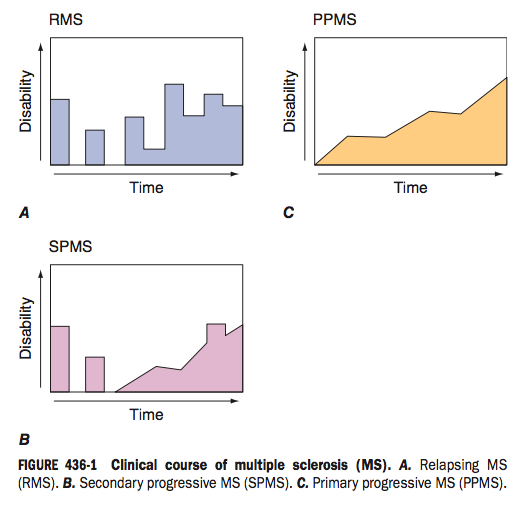 RMS
Disability
Time
A
PPMS
Disability
Time
C
SPMS
Disability
Time
B
FIGURE 436-1 Clinical course of multiple sclerosis (MS). A. Relapsing MS
(RMS). B. Secondary progressive MS (SPMS). C. Primary progressive MS (PPMS).